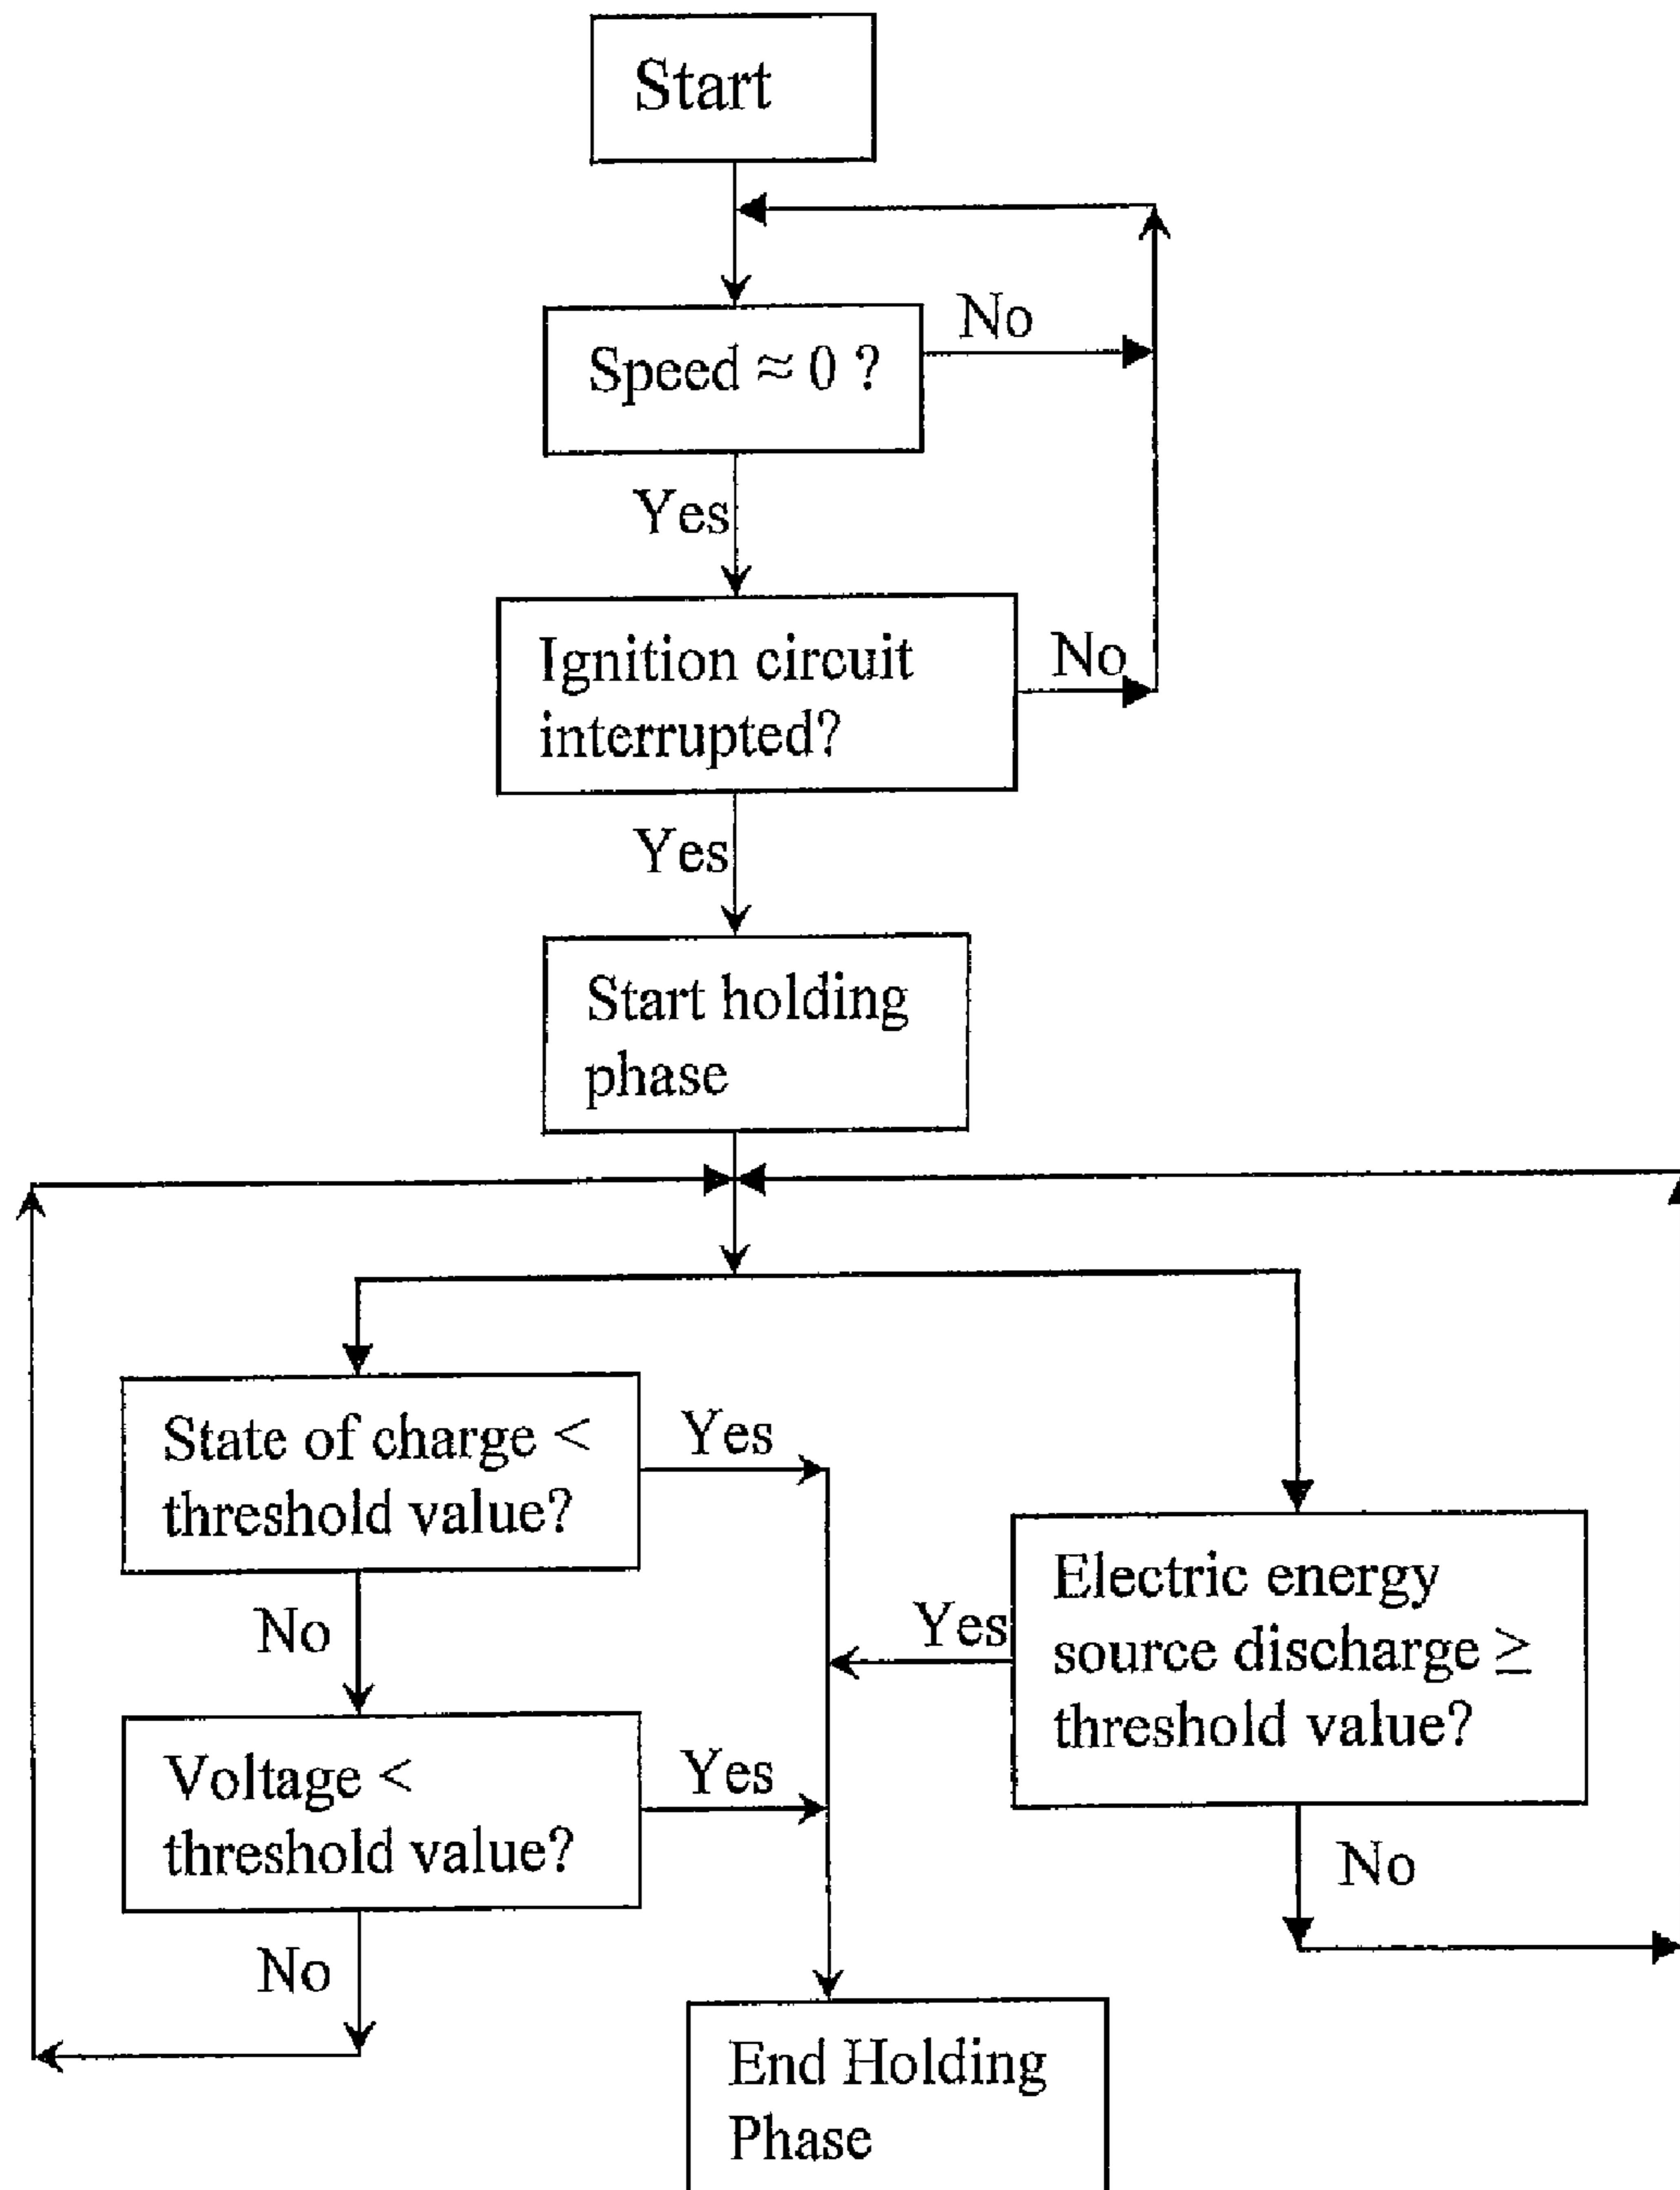 Start
Speed ≈ 0 ?
No
Yes
Ignition circuit
interrupted?
No
Yes
Start holding
phase
State of charge <
threshold value?
Yes
No
Electric energy
source discharge ≥
threshold value?
Yes
No
Voltage <
threshold value?
Yes
No
End Holding
Phase